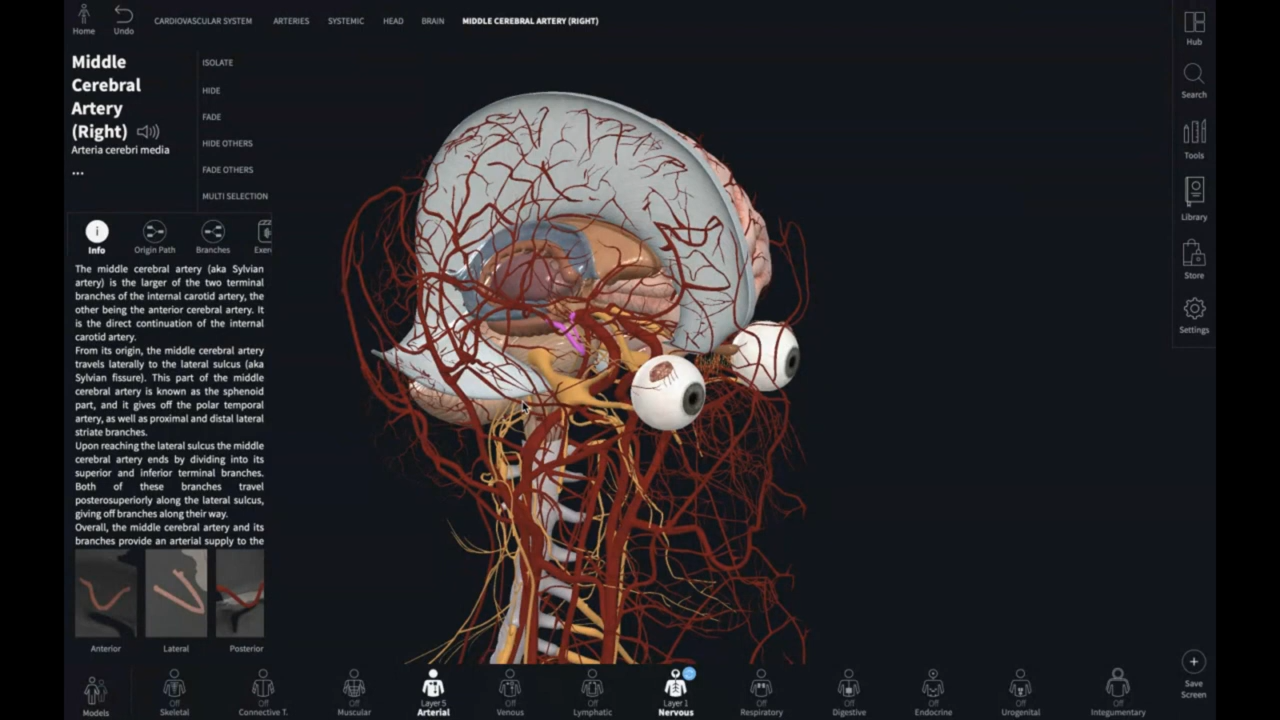 Home
Undo
CARDIOVASCULAR SYSTEM
ARTERIES
SYSTEMIC
HEAD
BRAIN
MIDDLE CEREBRAL ARTERY (RIGHT)
Middle
Cerebral
Artery
(Right)
Arteria cerebri media
...
ISOLATE
HIDE
FADE
HIDE OTHERS
FADE OTHERS
MULTI SELECTION
Info
Origin Path
Branches
Exer
The middle cerebral artery (aka Sylvian
artery) is the larger of the two terminal
branches of the internal carotid artery, the
other being the anterior cerebral artery. It
is the direct continuation of the internal
carotid artery.
From its origin, the middle cerebral artery
travels laterally to the lateral sulcus (aka
Sylvian fissure). This part of the middle
cerebral artery is known as the sphenoid
part, and it gives off the polar temporal
artery, as well as proximal and distal lateral
striate branches.
Upon reaching the lateral sulcus the middle
cerebral artery ends by dividing into its
superior and inferior terminal branches.
Both of these branches travel
posterosuperiorly along the lateral sulcus,
giving off branches along their way.
Overall, the middle cerebral artery and its
branches provide an arterial supply to the
Anterior
Lateral
Posterior
Hub
Search
Tools
Library
Store
Settings
Save
Screen
Models
Off
Skeletal
Off
Connective T.
Off
Muscular
Layer 5
Arterial
Off
Venous
Off
Lymphatic
Layer 1
Nervous
Off
Respiratory
Off
Digestive
Off
Endocrine
Off
Urogenital
Off
Integumentary